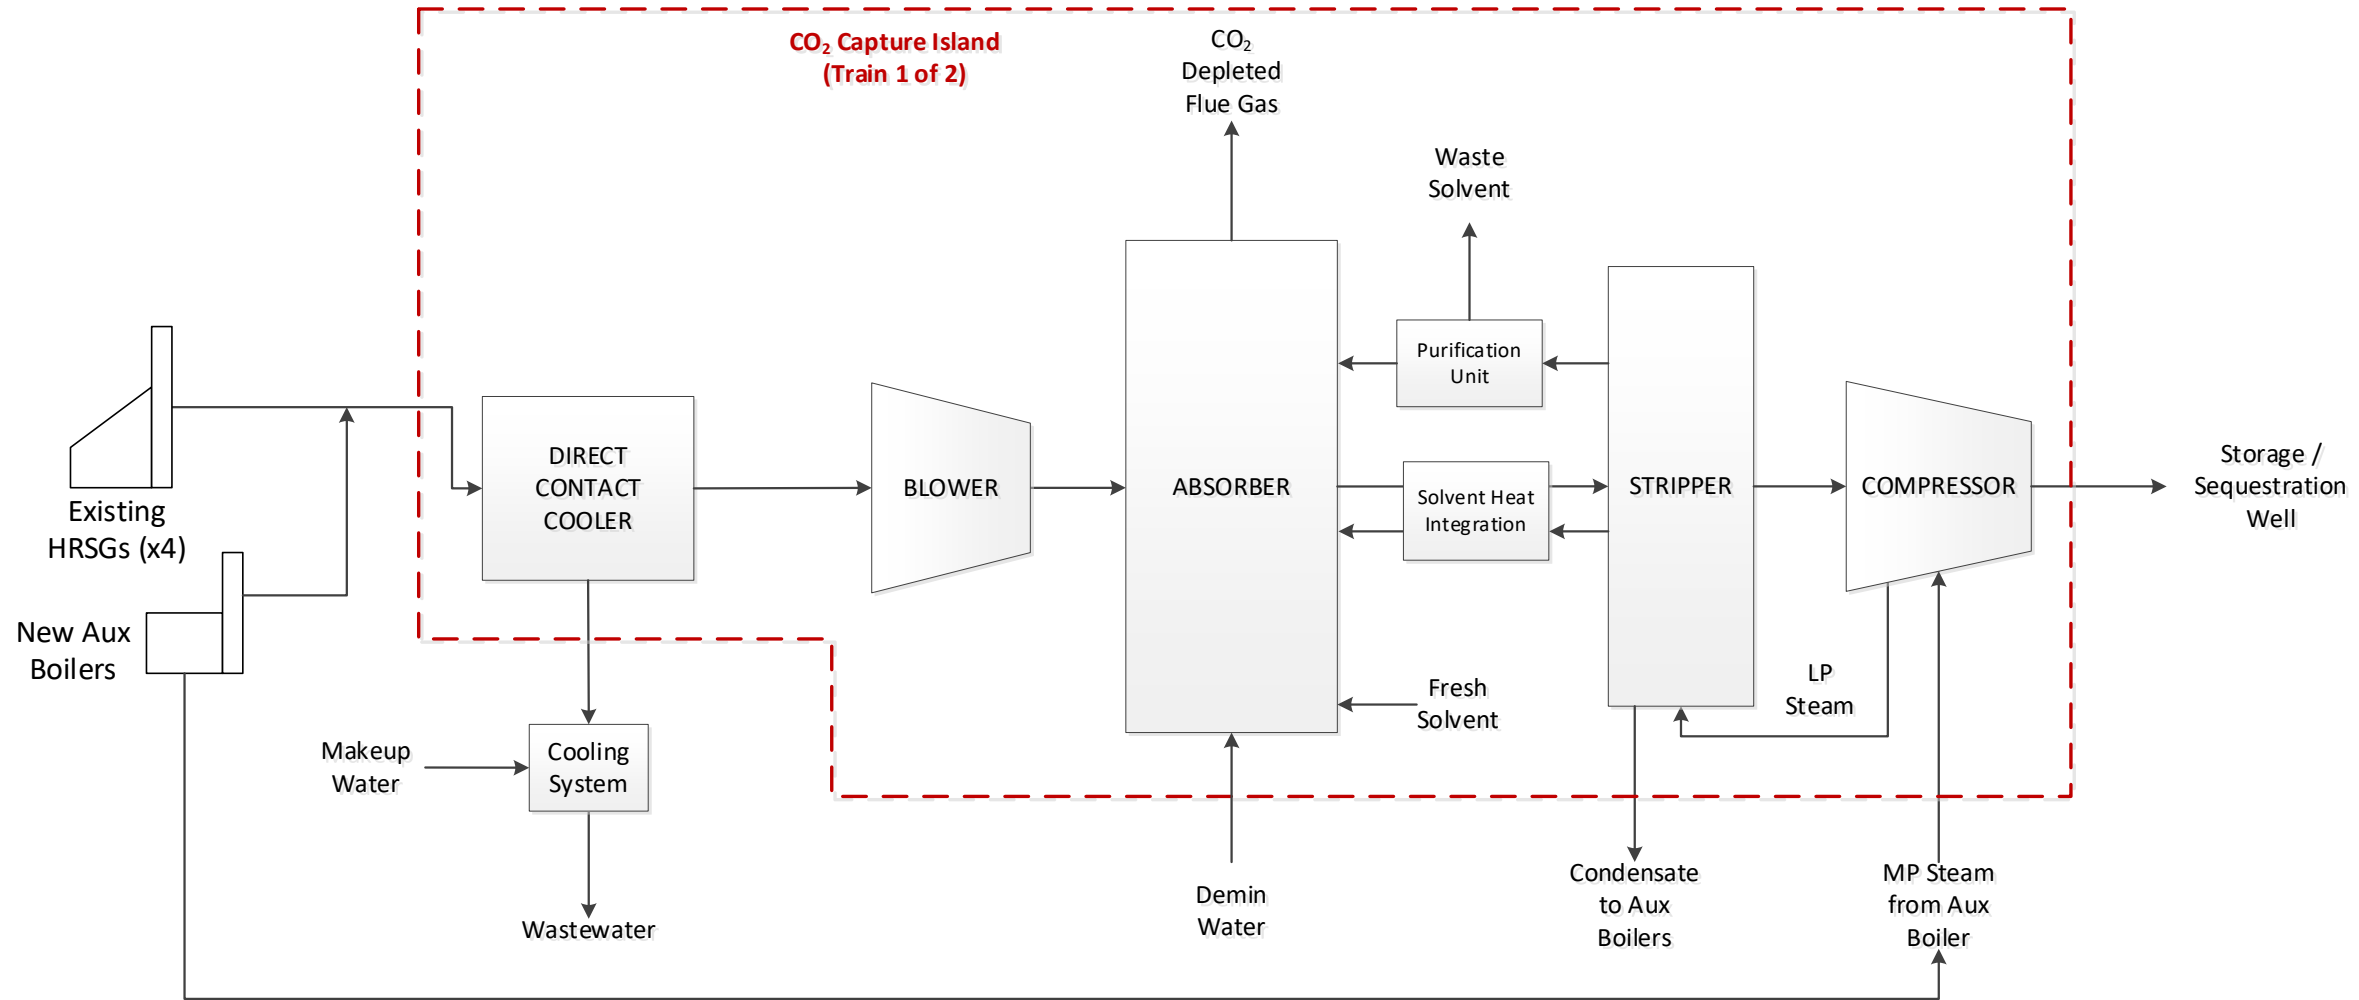 CO₂ Capture Island
(Train 1 of 2)
CO₂
Depleted
Flue Gas
Waste
Solvent
Purification
Unit
Existing
HRSGs (x4)
DIRECT
CONTACT
COOLER
BLOWER
ABSORBER
Solvent Heat
Integration
STRIPPER
COMPRESSOR
Storage /
Sequestration
Well
New Aux
Boilers
Fresh
Solvent
LP
Steam
Makeup
Water
Cooling
System
Wastewater
Demin
Water
Condensate
to Aux
Boilers
MP Steam
from Aux
Boiler